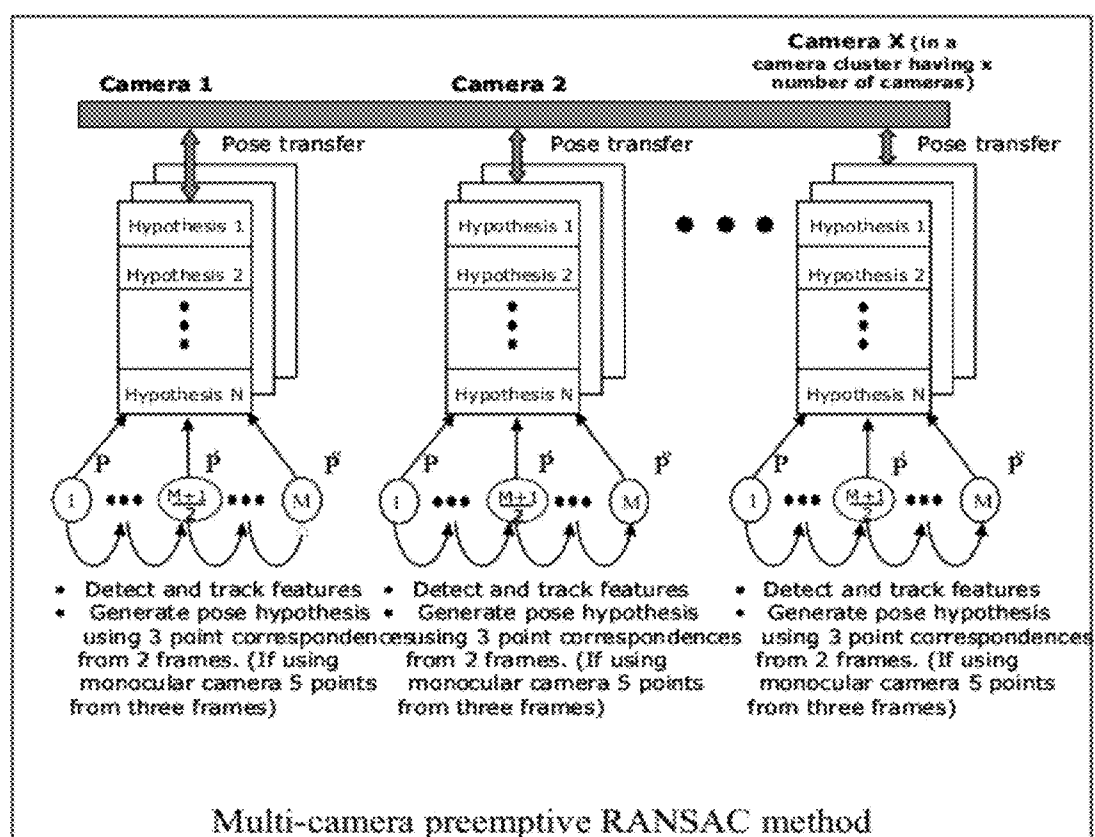 Camera 1
Camera 2
Camera X (in a
camera cluster having x
number of cameras)
Pose transfer
Pose transfer
Pose transfer
Hypothesis 1
Hypothesis 2
Hypothesis N
Hypothesis 1
Hypothesis 2
Hypothesis N
Hypothesis 1
Hypothesis 2
Hypothesis N
P
P
1
M+1
2
M
1
M+1
2
M
1
M+1
2
M
• Detect and track features
• Generate pose hypothesis
using 3 point correspondences
from 2 frames. (If using
monocular camera 5 points
from three frames)
• Detect and track features
• Generate pose hypothesis
using 3 point correspondences
from 2 frames. (If using
monocular camera 5 points
from three frames)
• Detect and track features
• Generate pose hypothesis
using 3 point correspondences
from 2 frames. (If using
monocular camera 5 points
from three frames)
Multi-camera preemptive RANSAC method